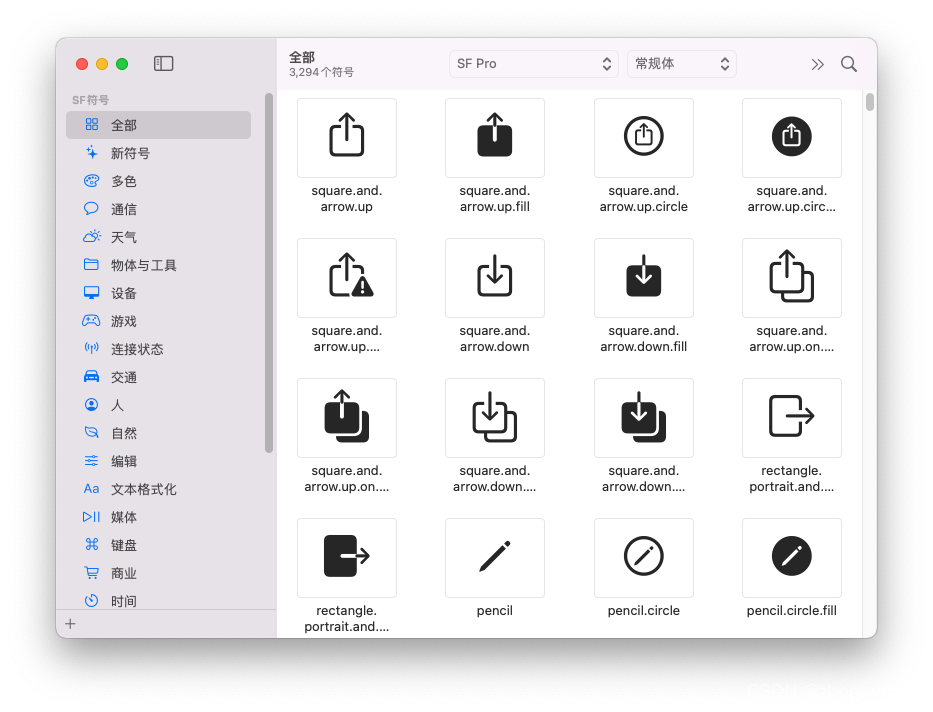 全部
3,294个符号
SF Pro
常规体
SF符号
全部
新符号
多色
通信
天气
物体与工具
设备
游戏
连接状态
交通
人
自然
编辑
Aa 文本格式化
媒体
键盘
商业
时间
square.and.
arrow.up
square.and.
arrow.up.fill
square.and.
arrow.up.circle
square.and.
arrow.up.circ...
square.and.
arrow.up....
square.and.
arrow.down
square.and.
arrow.down.fill
square.and.
arrow.up.on....
square.and.
arrow.up.on....
square.and.
arrow.down....
square.and.
arrow.down....
rectangle.
portrait.and....
rectangle.
portrait.and....
pencil
pencil.circle
pencil.circle.fill